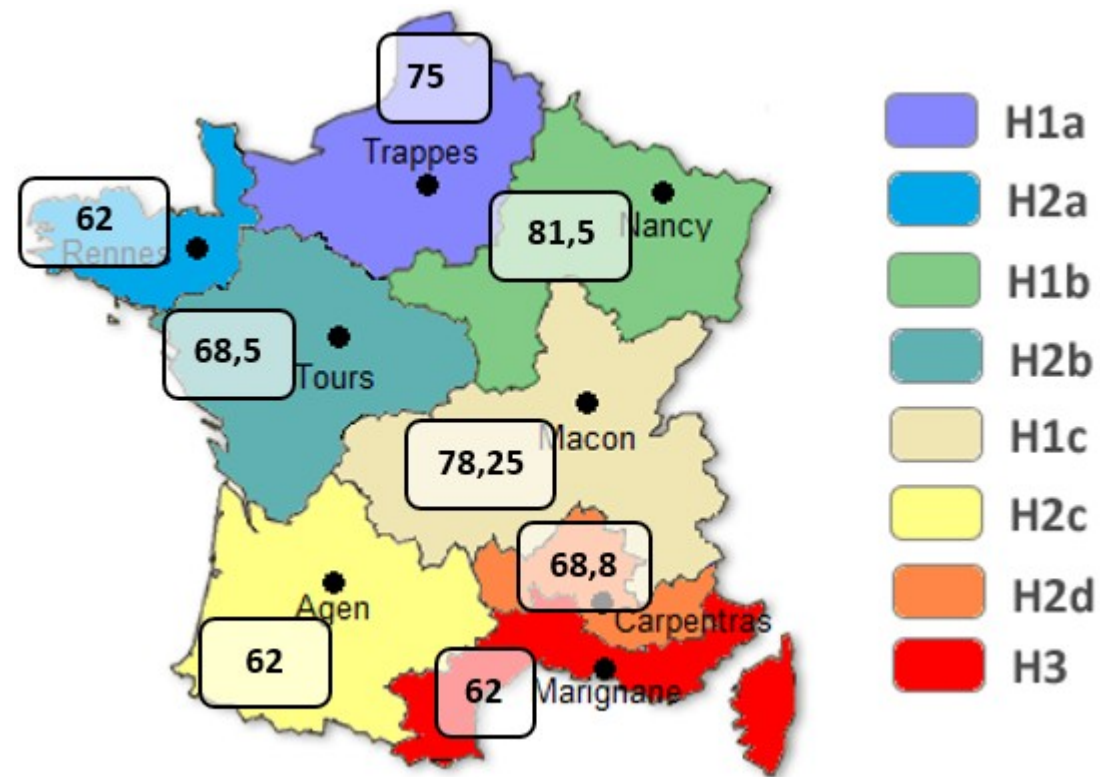 75
Trappes
62
Rennes
81,5
Nancy
68,5
Tours
Macon
78,25
68,8
Agen
Carpentras
62
62
Marignane
H1a
H2a
H1b
H2b
H1c
H2c
H2d
H3